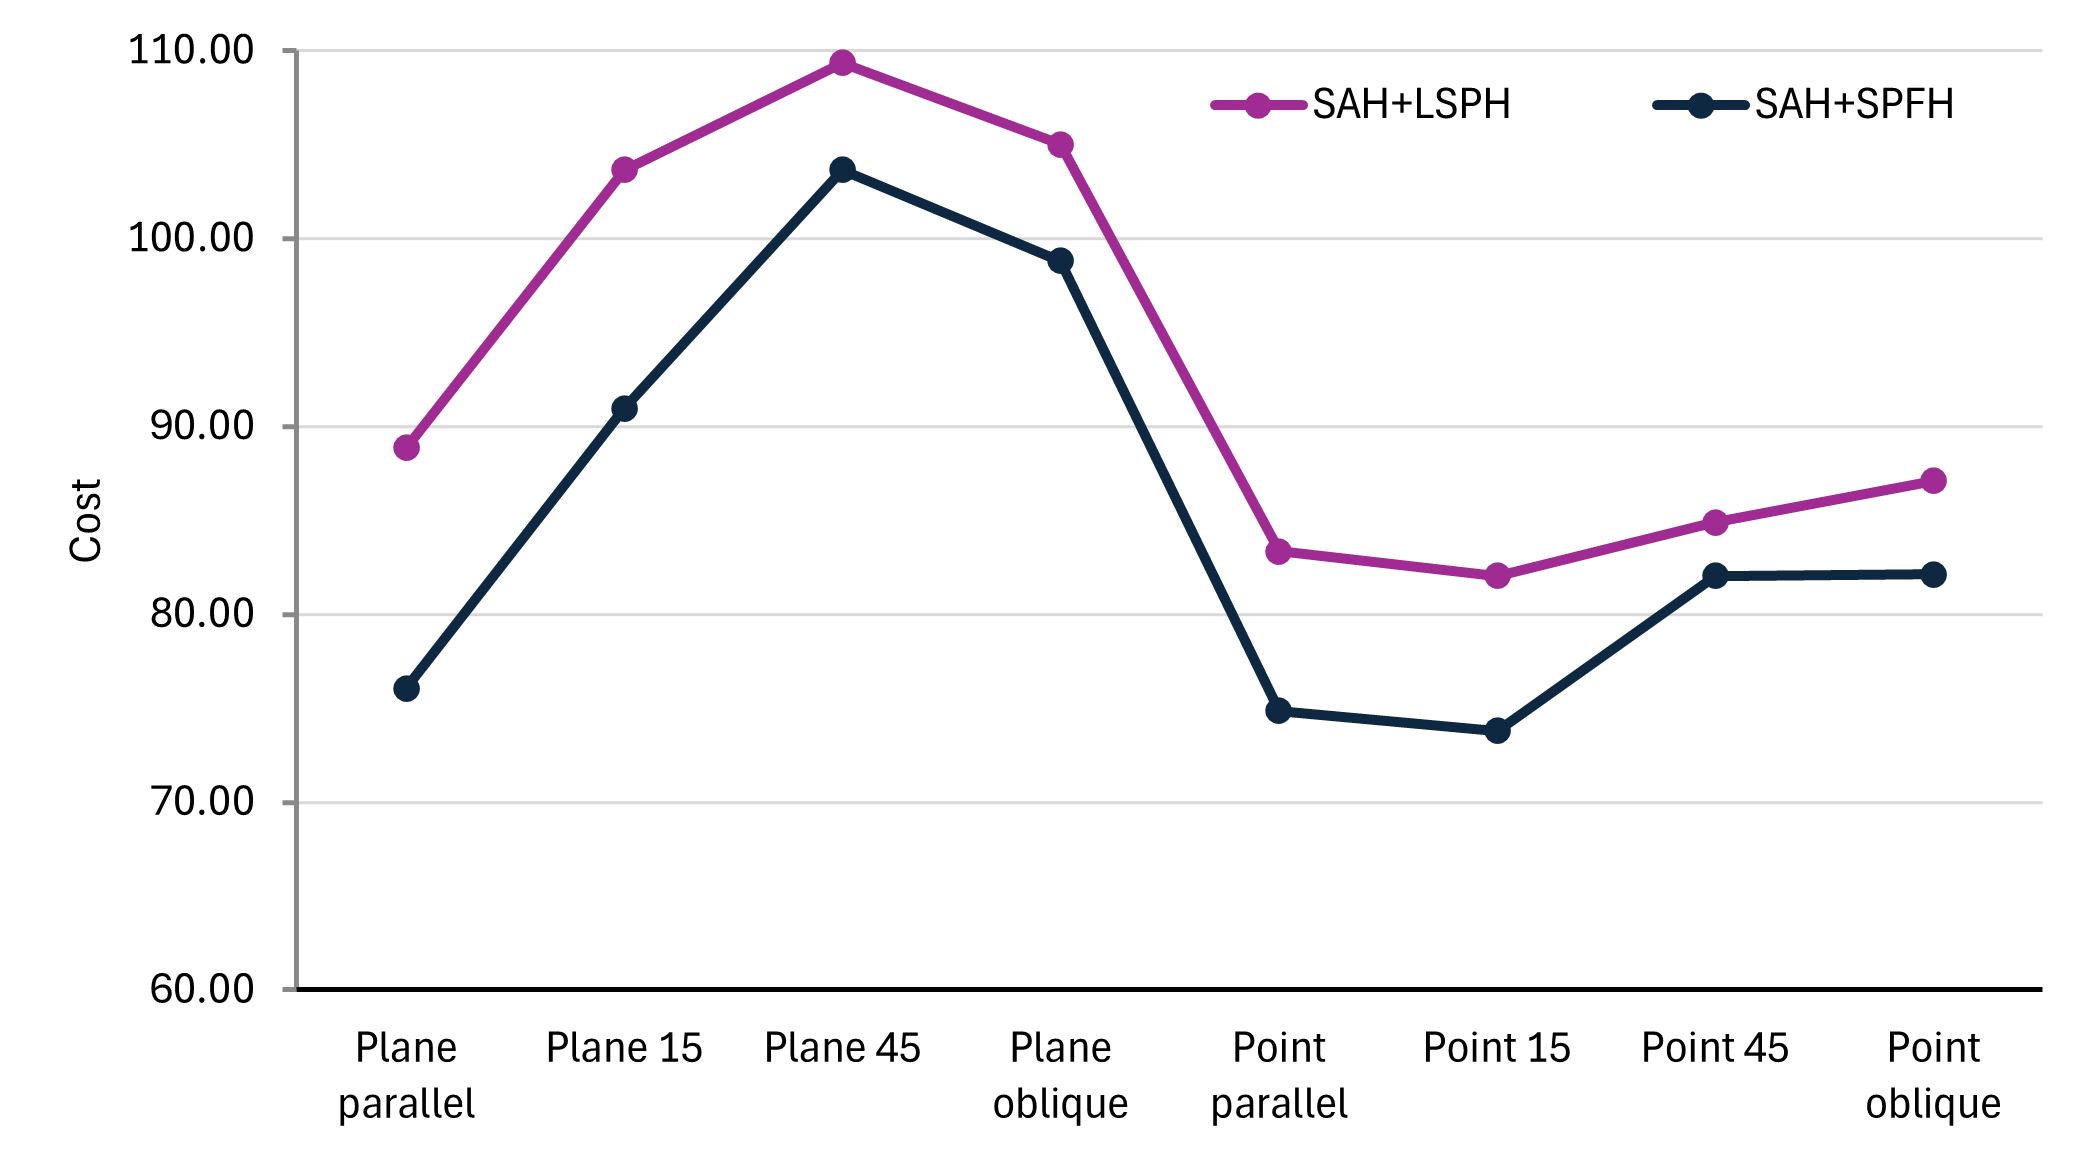 110.00
100.00
90.00
80.00
70.00
60.00
Cost
SAH+LSPH
SAH+SPFH
Plane parallel
Plane 15
Plane 45
Plane oblique
Point parallel
Point 15
Point 45
Point oblique